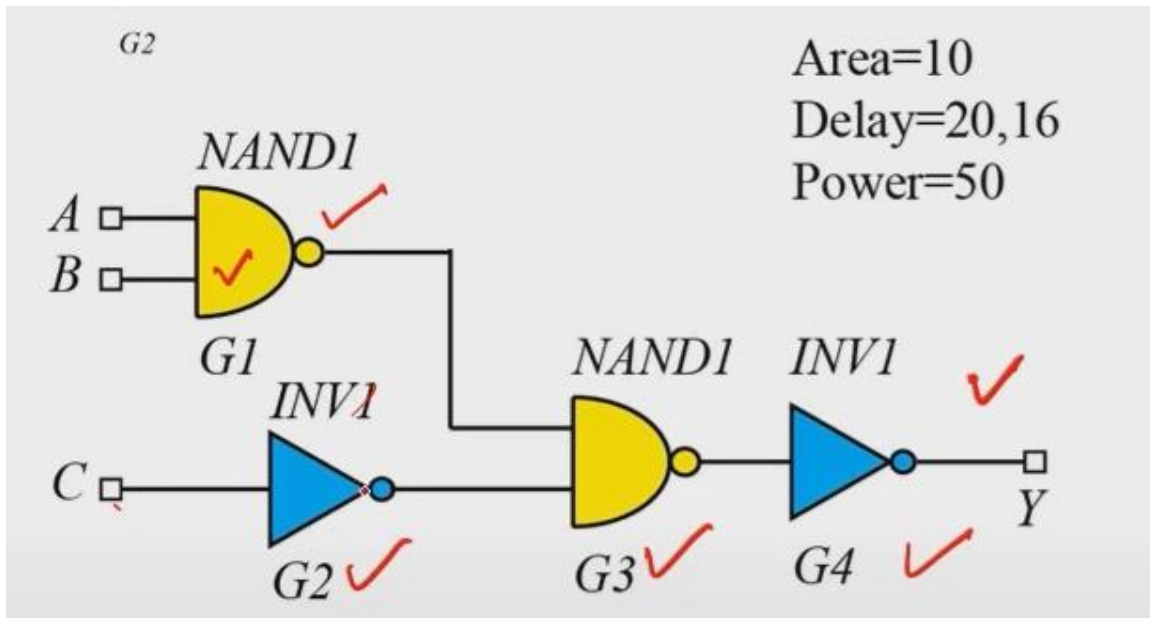 G2
Area=10
Delay=20,16
Power=50
NAND1
A
B
G1
NAND1
INV1
INV1
C
Y
G2
G3
G4